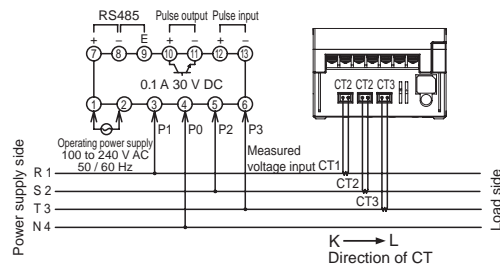 RS485 Pulse output Pulse input
+ − E + − + −
7 8 9 10 11 12 13
0.1 A 30 V DC
1 2 3 4 5 6
Operating power supply
100 to 240 V AC
50 / 60 Hz
P1 P0 P2 P3
Measured
voltage input
CT2 CT2 CT3
CT1
CT2
CT3
Power supply side
R 1
S 2
T 3
N 4
Load side
K L
Direction of CT